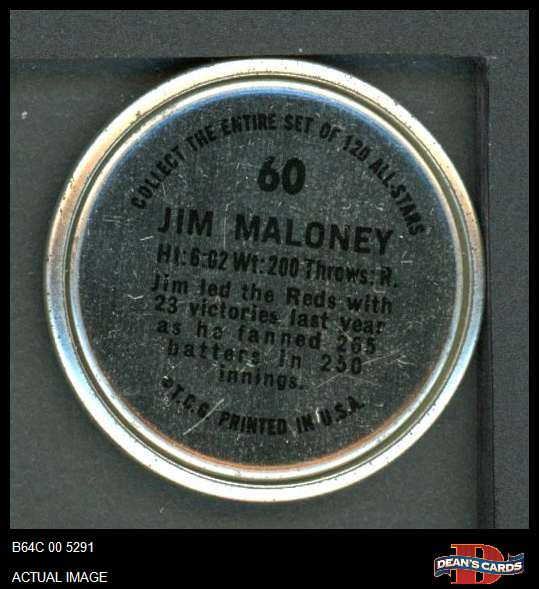 COLLECT THE ENTIRE SET OF 120 ALL-STARS
60
JIM MALONEY
Ht:6:02 Wt:200 Throws:R.
Jim led the Reds with
23 victories last year
as he fanned 265
batters in 250
innings.
©T.C.G. PRINTED IN U.S.A.
B64C 00 5291
ACTUAL IMAGE
D
DEAN'S CARDS